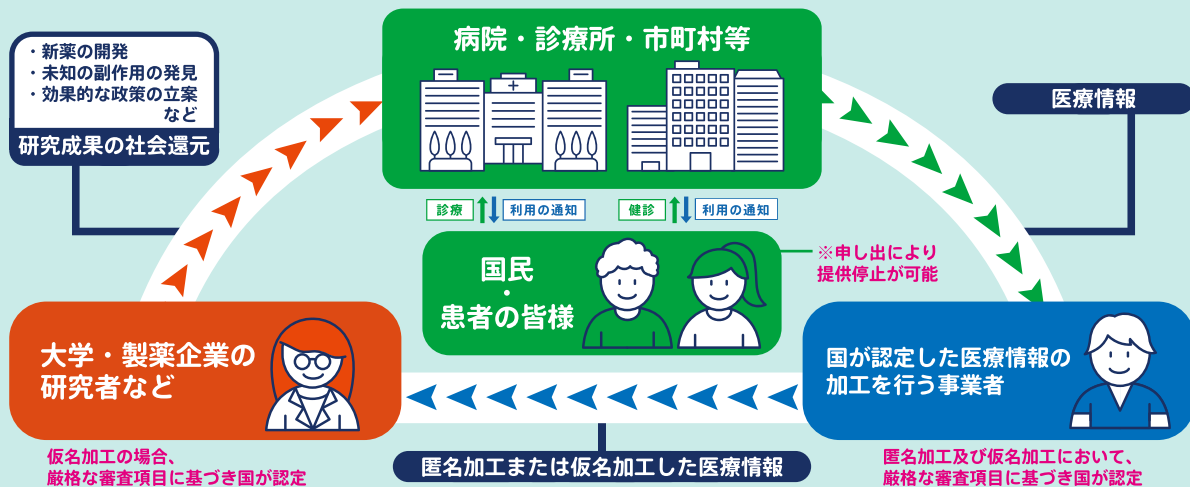 ・新薬の開発
・未知の副作用の発見
・効果的な政策の立案
など
研究成果の社会還元
病院・診療所・市町村等
医療情報
診療
利用の通知
健診
利用の通知
国民
・
患者の皆様
※申し出により
提供停止が可能
大学・製薬企業の
研究者など
国が認定した医療情報の
加工を行う事業者
仮名加工の場合、
厳格な審査項目に基づき国が認定
匿名加工または仮名加工した医療情報
匿名加工及び仮名加工において、
厳格な審査項目に基づき国が認定